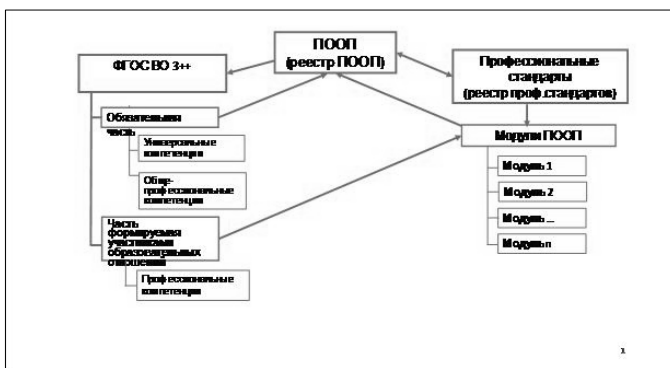 ПООП
(реестр ПООП)
ФГОС ВО 3++
Профессиональные
стандарты
(реестр проф.стандартов)
Обязательная
часть
Универсальные
компетенции
Обще-
профессиональные
компетенции
Часть
формируемая
участниками
образовательных
отношений
Профессиональные
компетенции
Модули ПООП
Модуль 1
Модуль 2
Модуль ...
Модуль n
1